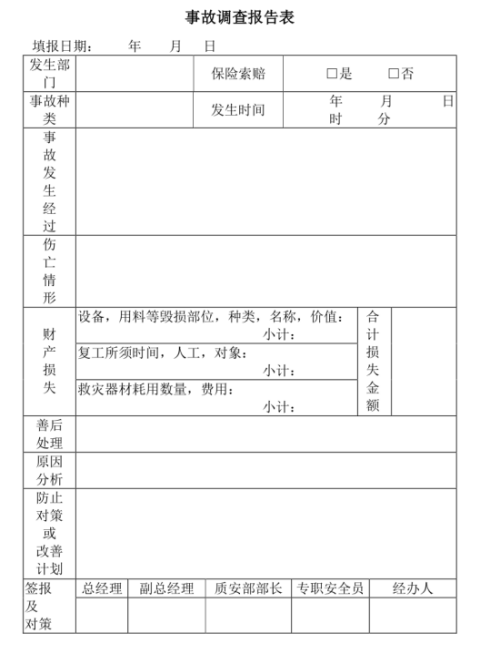 事故调查报告表
填报日期： 年 月 日
发生部
门
保险索赔
□是 □否
事故种
类
发生时间
年 月 日
时 分
事
故
发
生
经
过
伤
亡
情
形
财
产
损
失
设备，用料等毁损部位，种类，名称，价值：
小计：
复工所须时间，人工，对象：
小计：
救灾器材耗用数量，费用：
小计：
合
计
损
失
金
额
善后
处理
原因
分析
防止
对策
或
改善
计划
签报
及
对策
总经理 副总经理 质安部部长 专职安全员 经办人